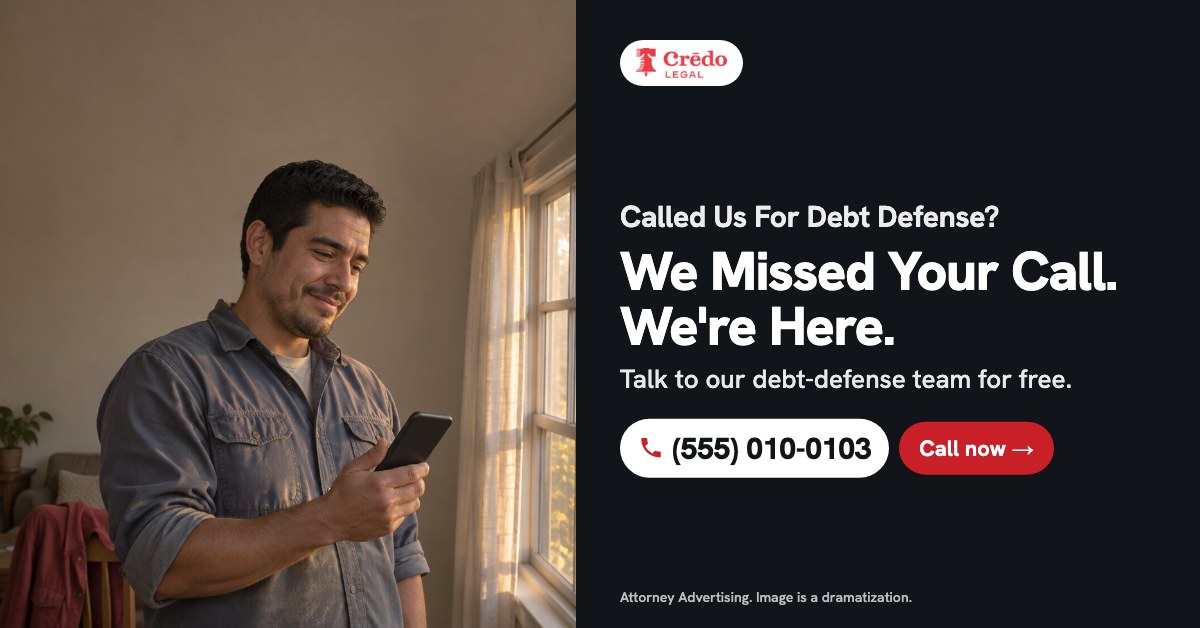 Crēdo
LEGAL
Called Us For Debt Defense?
We Missed Your Call.
We're Here.
Talk to our debt-defense team for free.
(555) 010-0103
Call now →
Attorney Advertising. Image is a dramatization.